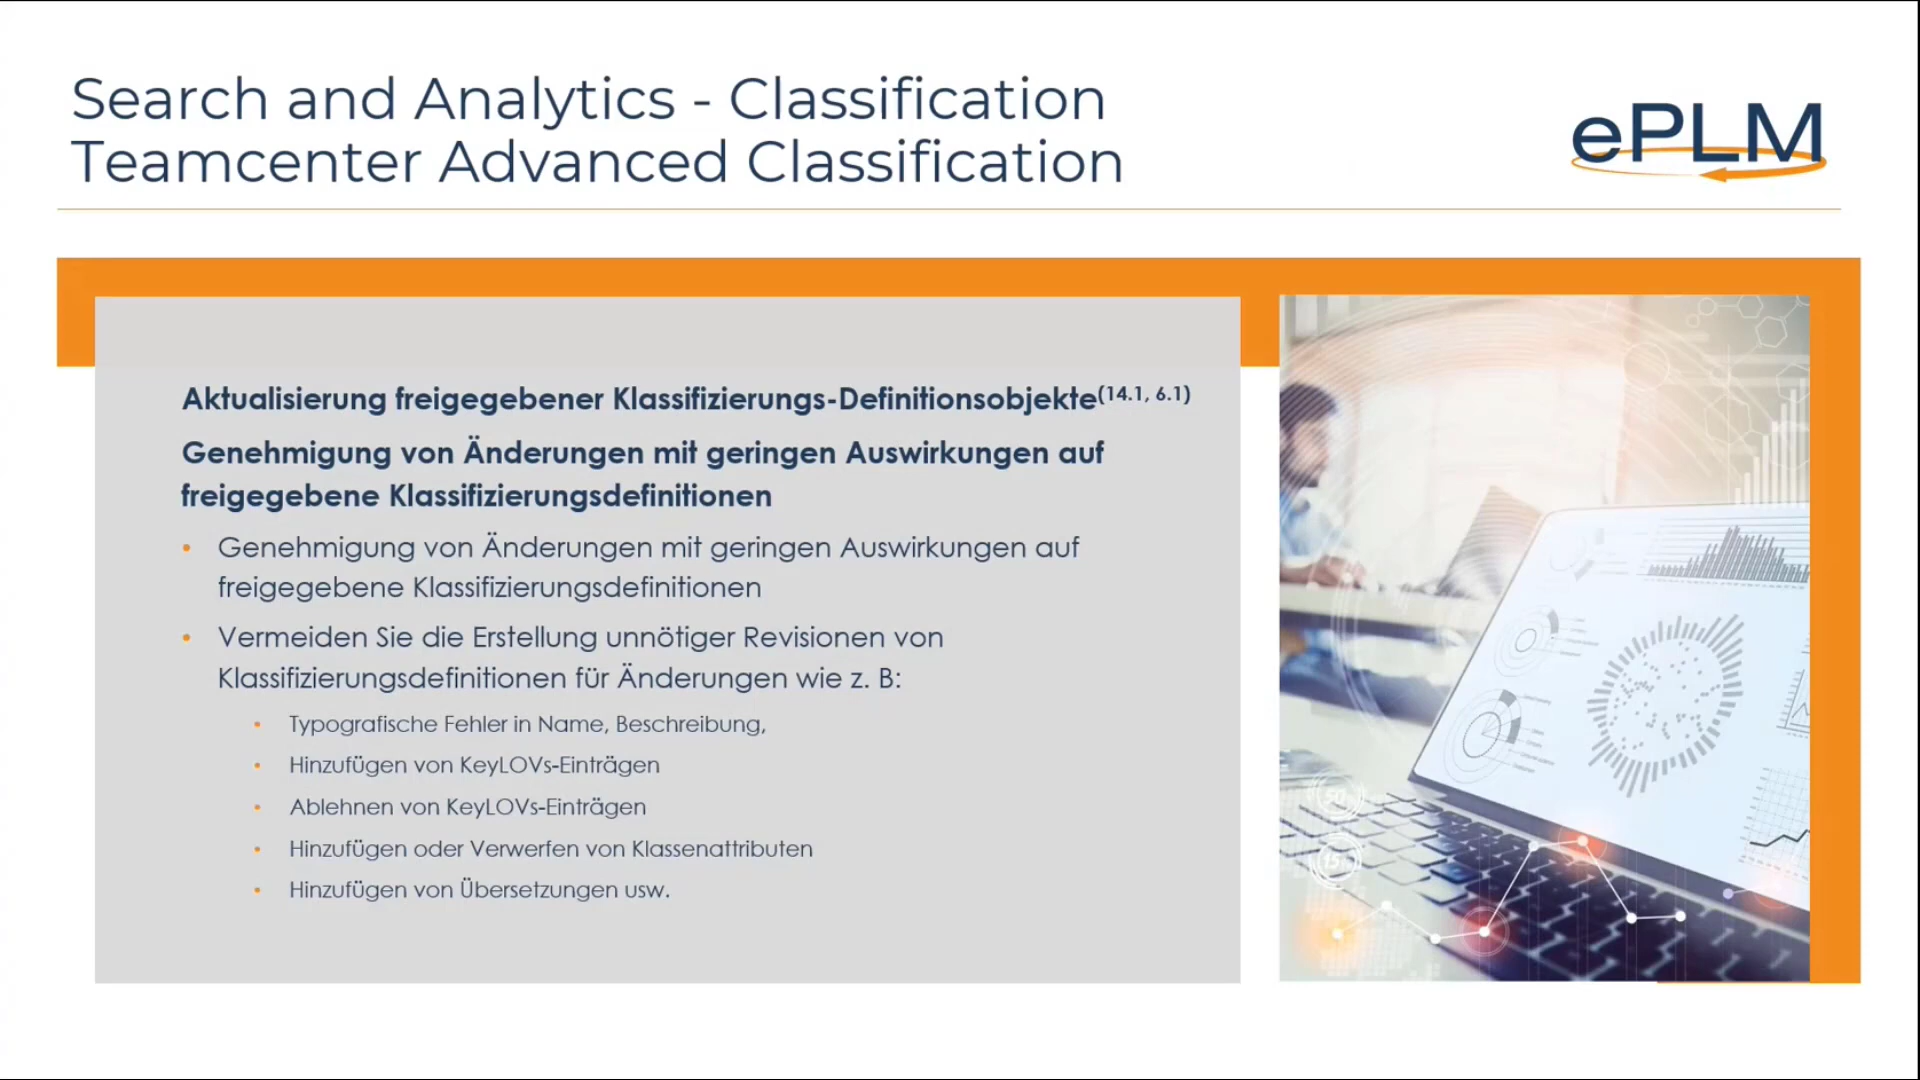 Search and Analytics - Classification
Teamcenter Advanced Classification
ePLM
Aktualisierung freigegebener Klassifizierungs-Definitionsobjekte(14.1, 6.1)
Genehmigung von Änderungen mit geringen Auswirkungen auf
freigegebene Klassifizierungsdefinitionen
• Genehmigung von Änderungen mit geringen Auswirkungen auf
freigegebene Klassifizierungsdefinitionen
• Vermeiden Sie die Erstellung unnötiger Revisionen von
Klassifizierungsdefinitionen für Änderungen wie z. B:
• Typografische Fehler in Name, Beschreibung,
• Hinzufügen von KeyLOVs-Einträgen
• Ablehnen von KeyLOVs-Einträgen
• Hinzufügen oder Verwerfen von Klassenattributen
• Hinzufügen von Übersetzungen usw.
50
15